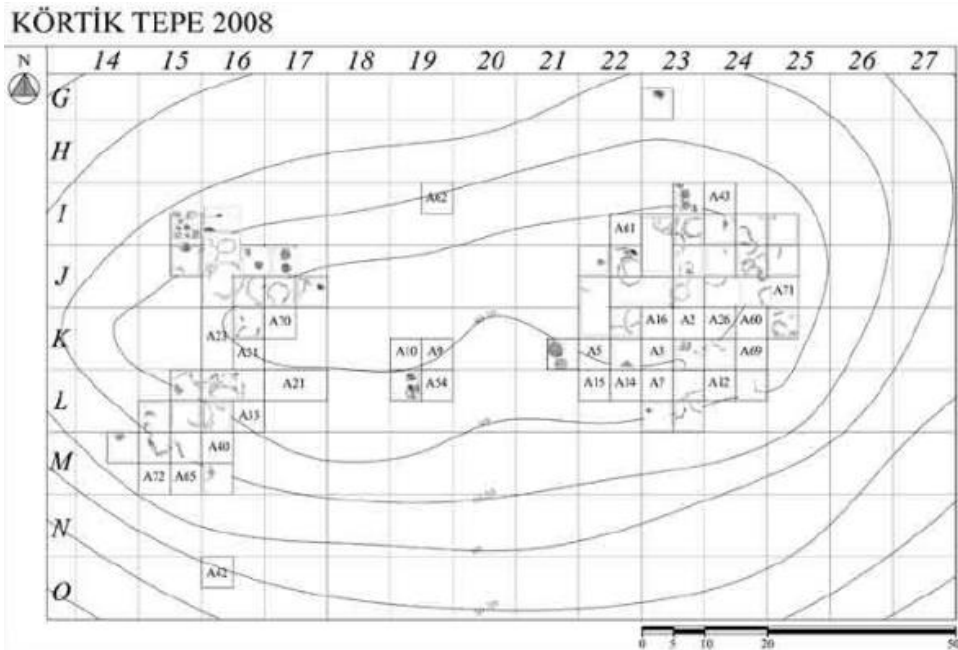 KÖRTİK TEPE 2008
N
14 15 16 17 18 19 20 21 22 23 24 25 26 27
G
H
I
A62 A43
A61
J
A71
A70 A16 A2 A26 A60
K
A51 A10 A9 A5 A3 A69
A21 A54 A15 A14 A7 A12
L
A40
M
A72 A65
N
A42
O
0 5 10 20 50